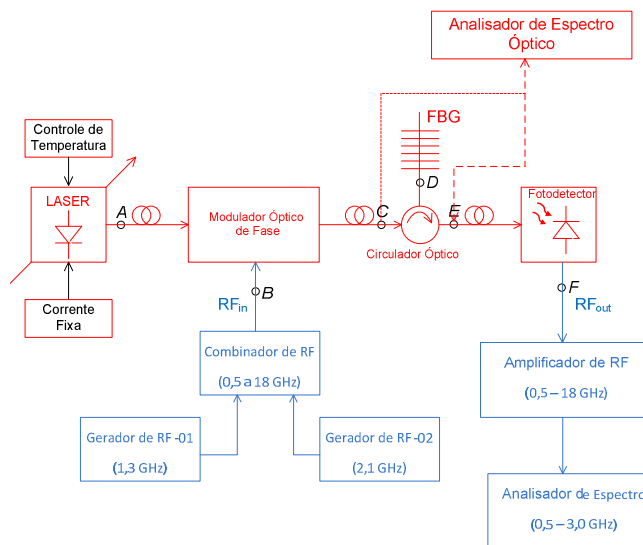 Analisador de Espectro
Óptico
Controle de
Temperatura
FBG
LASER
A
Modulador Óptico
de Fase
C
D
E
Fotodetector
Circulador Óptico
Corrente
Fixa
RFin
B
F
RFout
Combinador de RF
(0,5 a 18 GHz)
Amplificador de RF
(0,5 – 18 GHz)
Gerador de RF-01
(1,3 GHz)
Gerador de RF-02
(2,1 GHz)
Analisador de Espectro
(0,5 – 3,0 GHz)